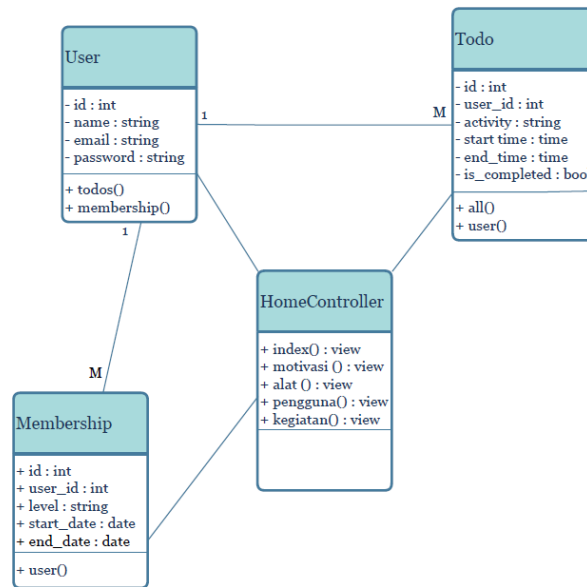 User
- id : int
- name : string
- email : string
- password : string
+ todos()
+ membership()
1
M
1
M
Todo
- id : int
- user_id : int
- activity : string
- start time : time
- end_time : time
- is_completed : boo
+ all()
+ user()
HomeController
+ index() : view
+ motivasi () : view
+ alat () : view
+ pengguna() : view
+ kegiatan() : view
Membership
+ id : int
+ user_id : int
+ level : string
+ start_date : date
+ end_date : date
+ user()